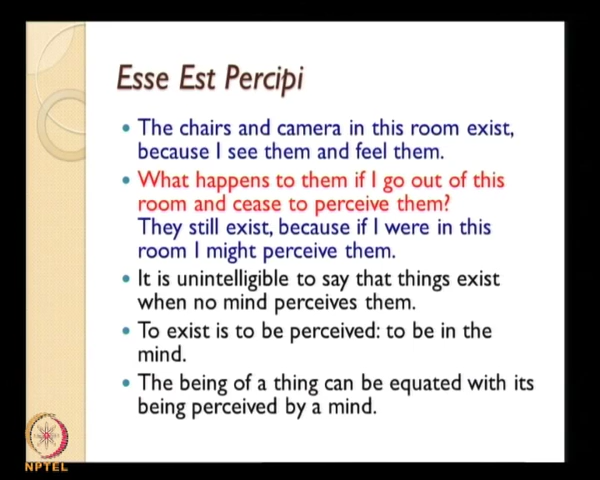 Esse Est Percipi
• The chairs and camera in this room exist,
because I see them and feel them.
• What happens to them if I go out of this
room and cease to perceive them?
They still exist, because if I were in this
room I might perceive them.
• It is unintelligible to say that things exist
when no mind perceives them.
• To exist is to be perceived: to be in the
mind.
• The being of a thing can be equated with its
being perceived by a mind.
NPTEL